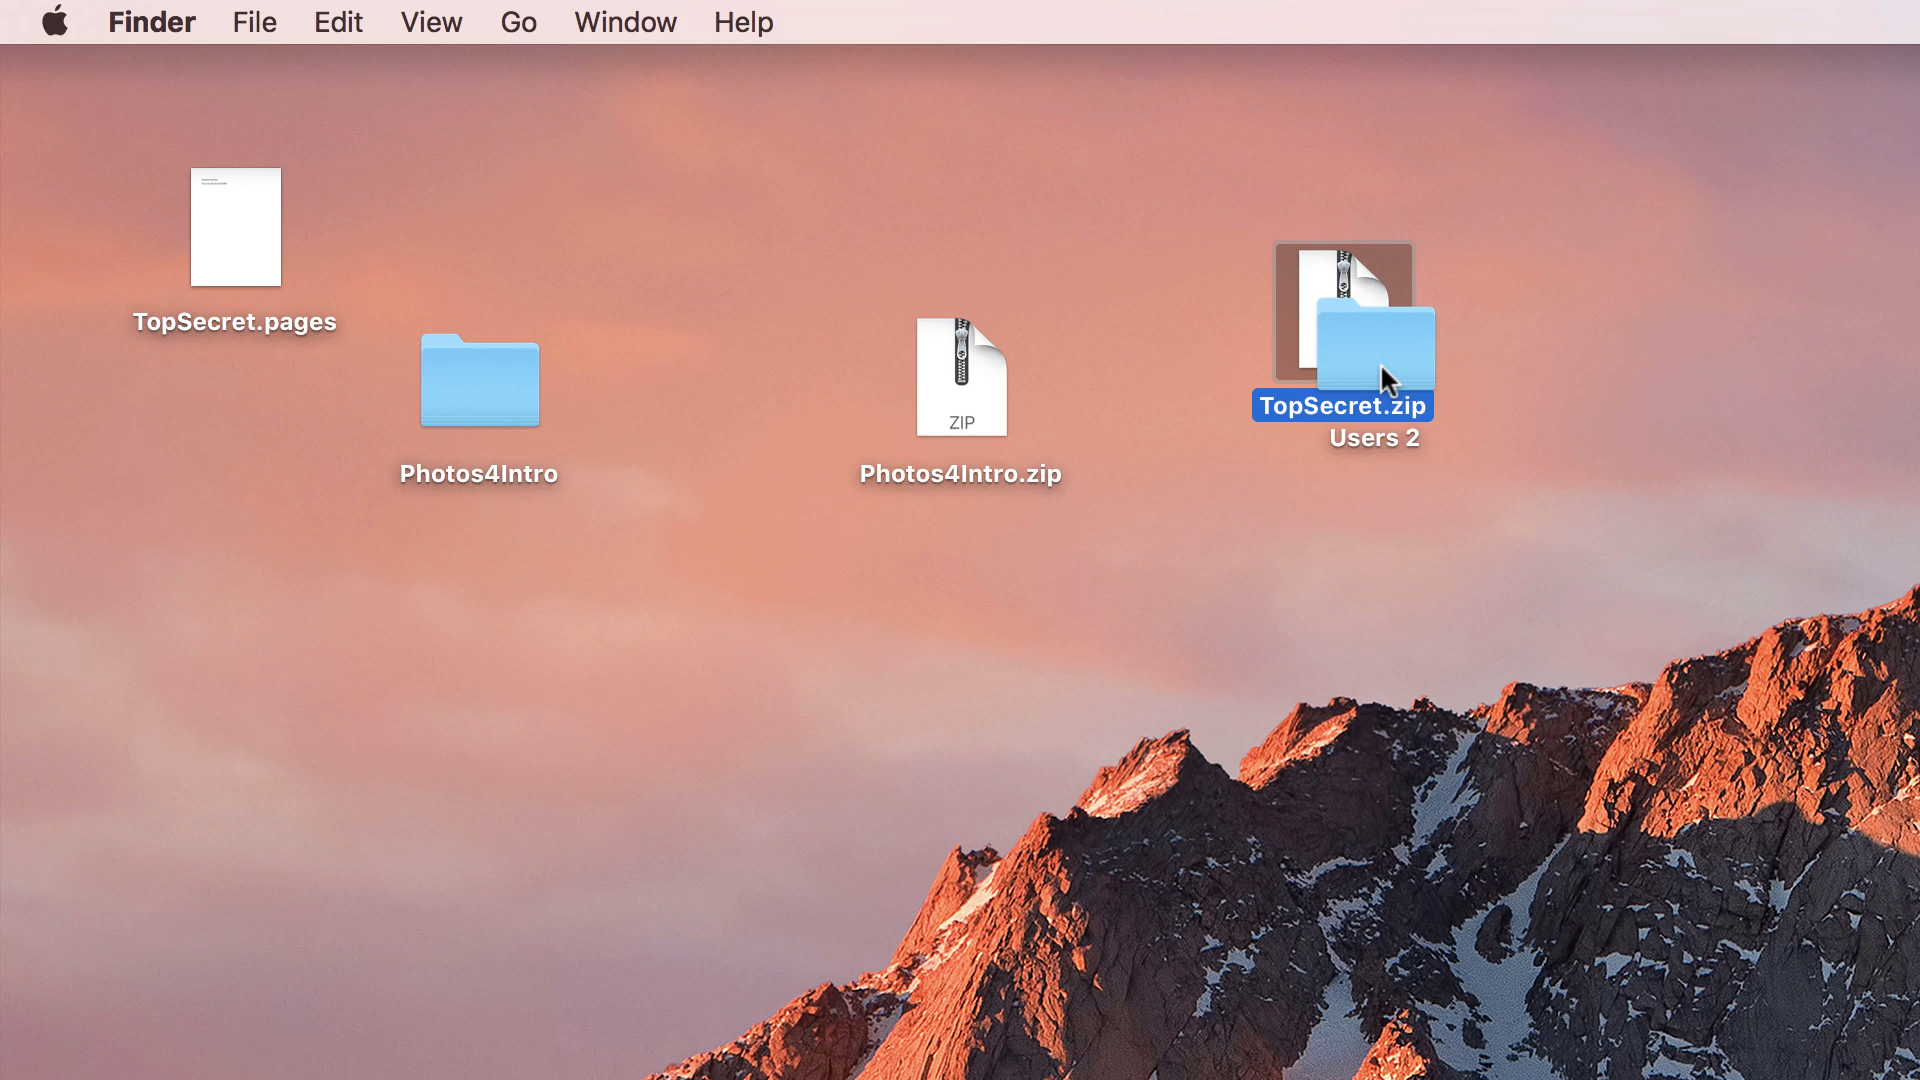 Finder File Edit View Go Window Help
TopSecret.pages
Photos4Intro
ZIP
Photos4Intro.zip
TopSecret.zip
Users 2